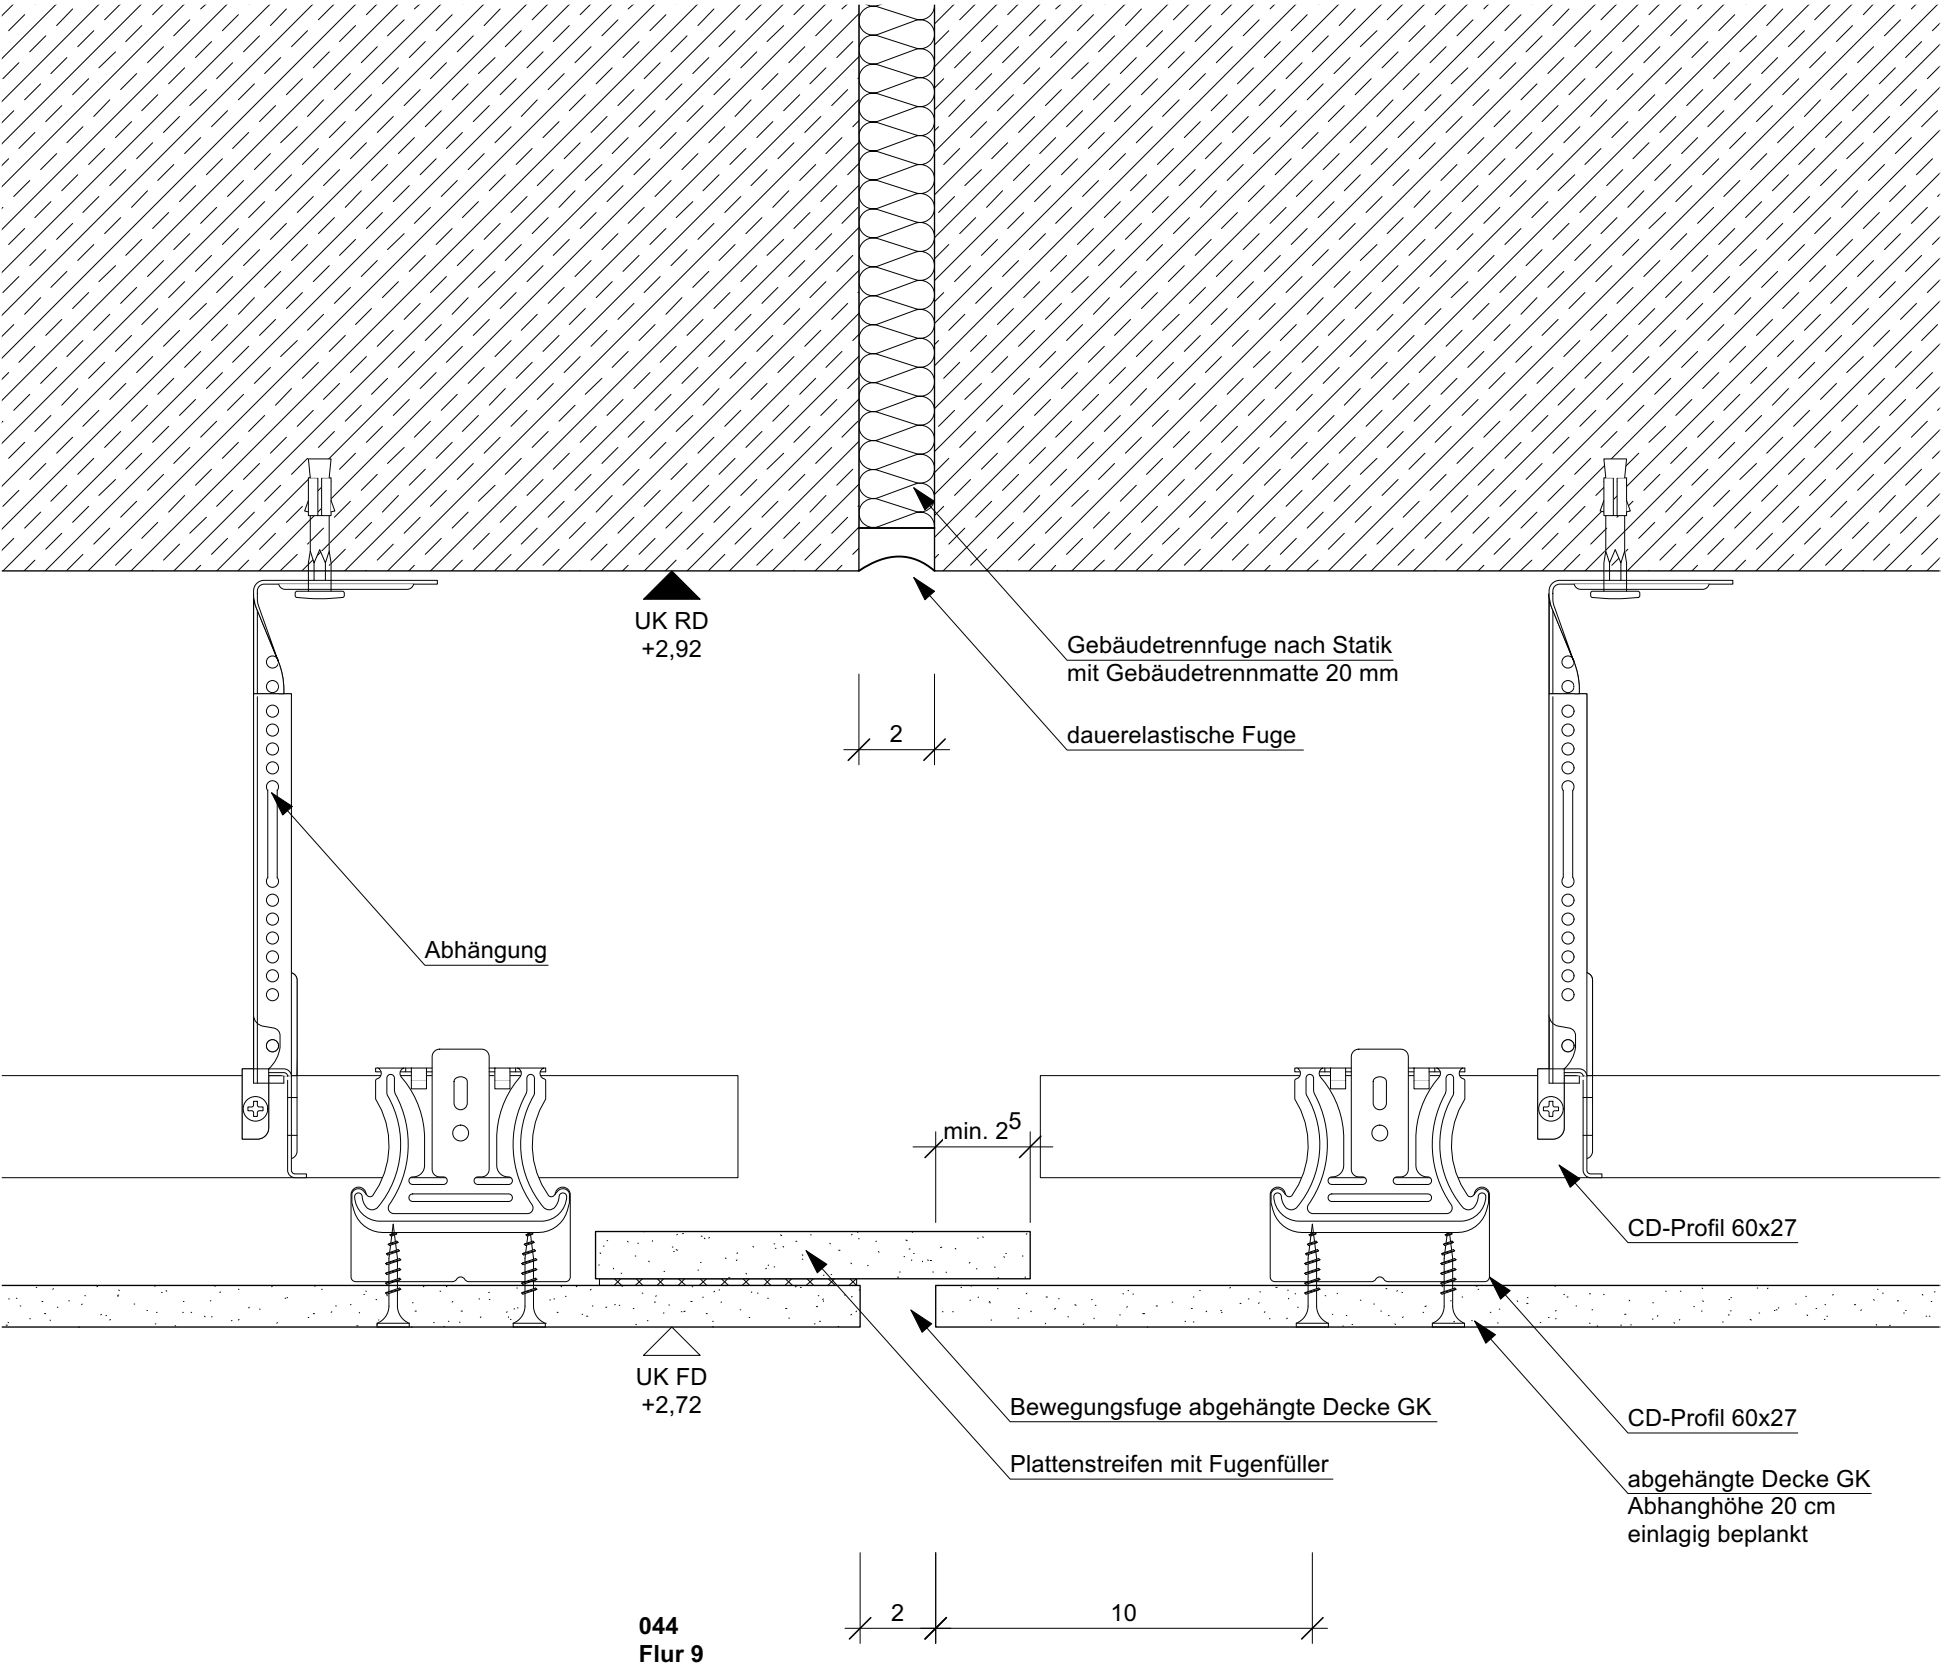 UK RD
+2,92
Gebäudetrennfuge nach Statik
mit Gebäudetrennmatte 20 mm
2
dauerelastische Fuge
Abhängung
min. 2⁵
CD-Profil 60x27
UK FD
+2,72
Bewegungsfuge abgehängte Decke GK
CD-Profil 60x27
Plattenstreifen mit Fugenfüller
abgehängte Decke GK
Abhanghöhe 20 cm
einlagig beplankt
2
10
044
Flur 9